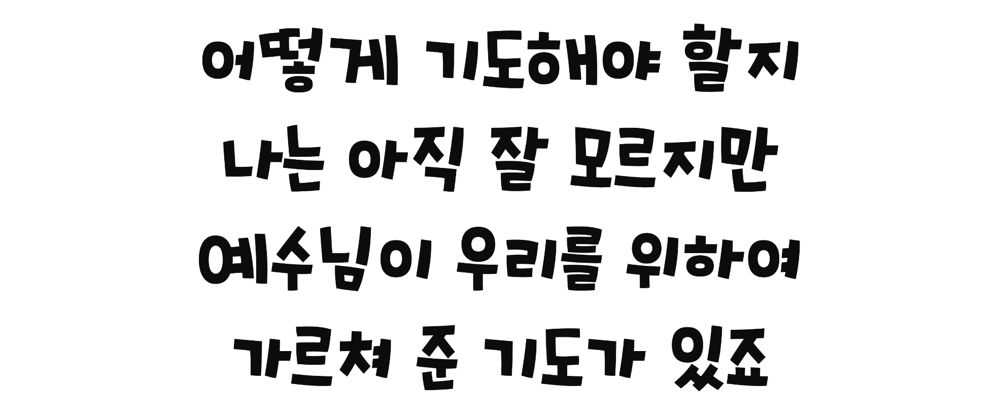 어떻게 기도해야 할지
나는 아직 잘 모르지만
예수님이 우리를 위하여
가르쳐 준 기도가 있죠